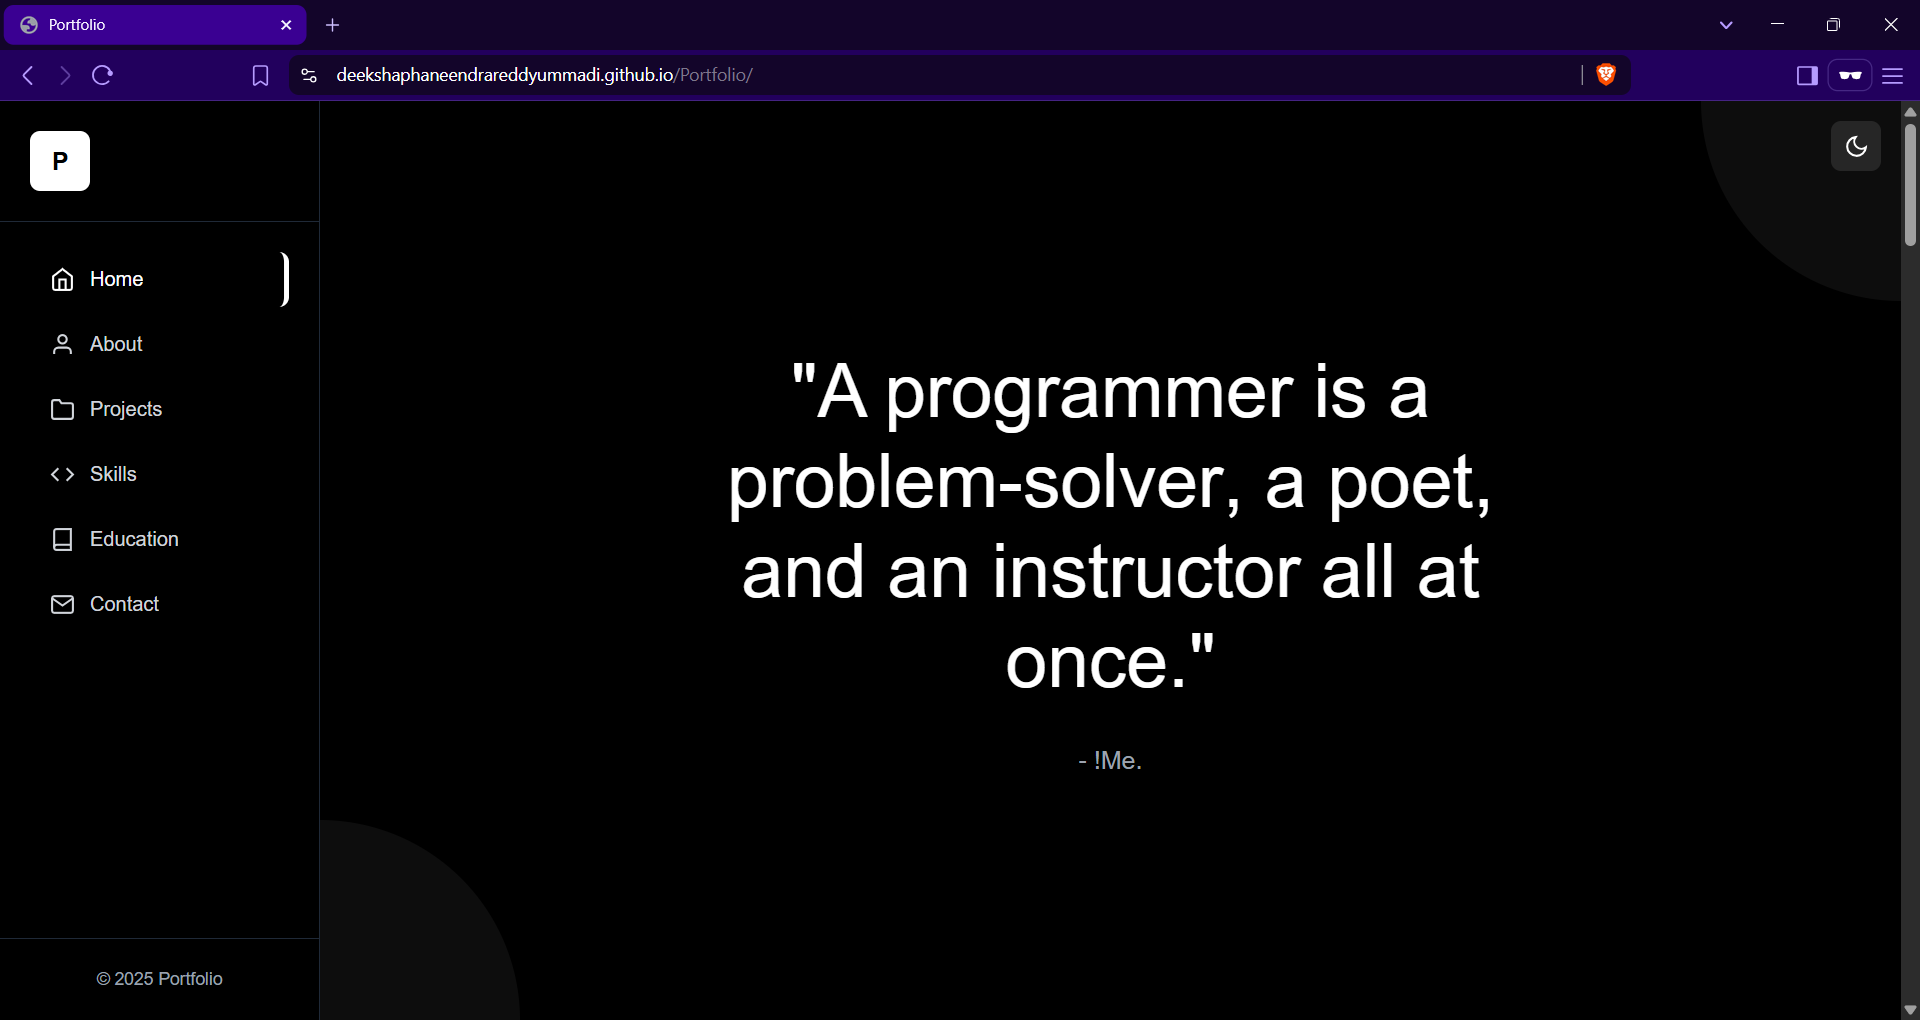 Portfolio
deekshaphaneendrareddyummadi.github.io/Portfolio/
P
Home
About
Projects
Skills
Education
Contact
© 2025 Portfolio
"A programmer is a
problem-solver, a poet,
and an instructor all at
once."
- !Me.